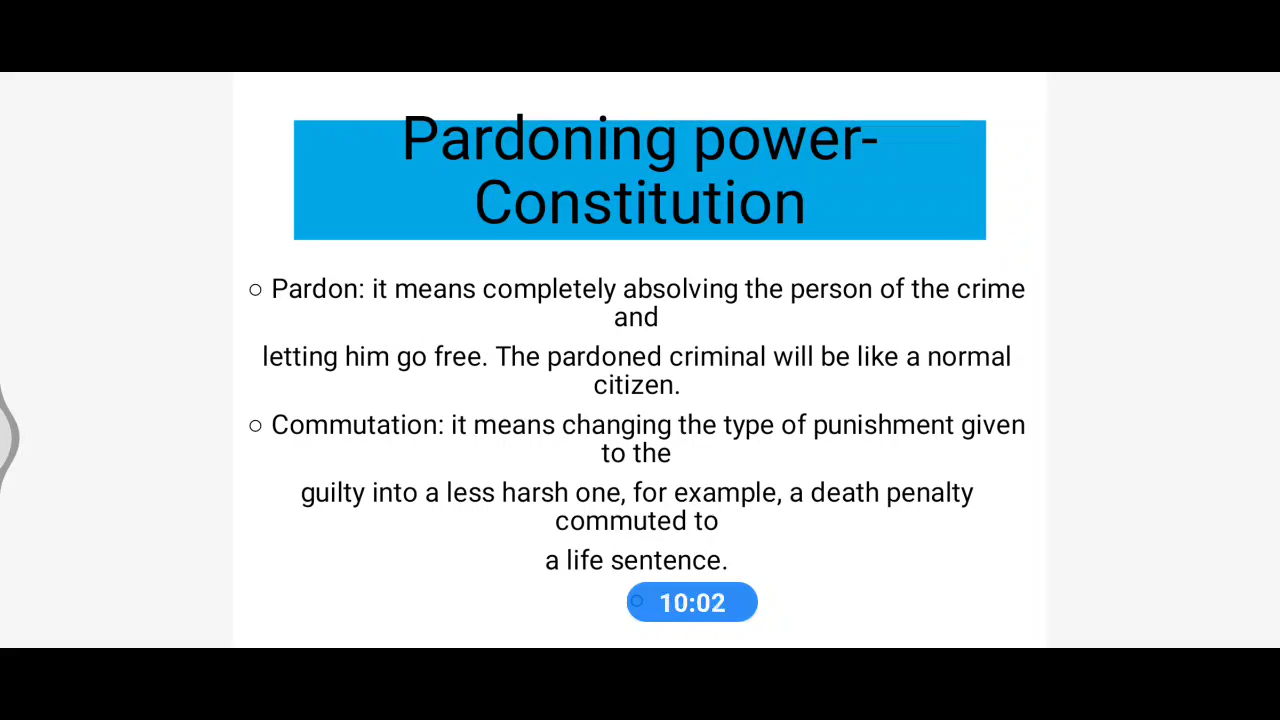 Pardoning power-
Constitution
○ Pardon: it means completely absolving the person of the crime
and
letting him go free. The pardoned criminal will be like a normal
citizen.
○ Commutation: it means changing the type of punishment given
to the
guilty into a less harsh one, for example, a death penalty
commuted to
a life sentence.
○ 10:02